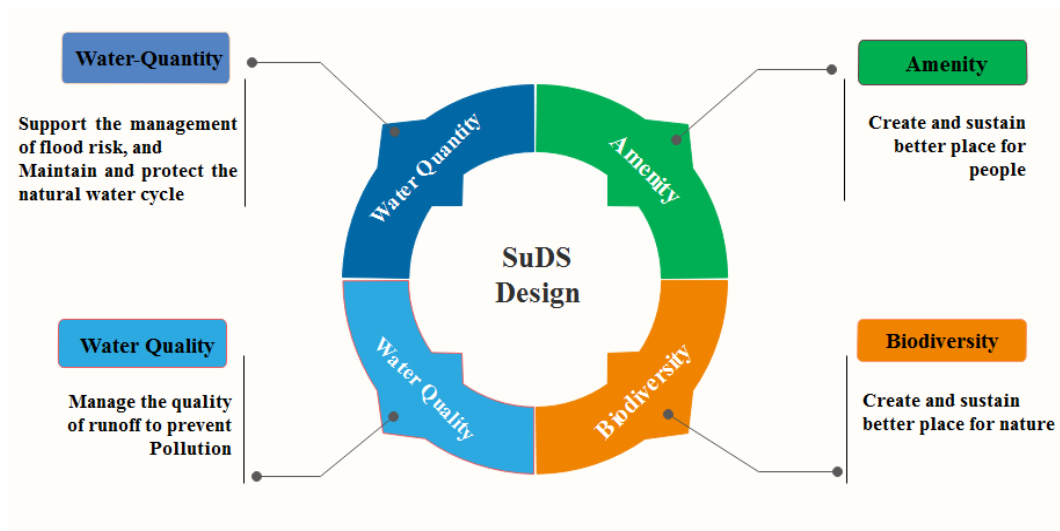 Water-Quantity
Support the management
of flood risk, and
Maintain and protect the
natural water cycle
Amenity
Create and sustain
better place for
people
Water Quantity
Amenity
SuDS
Design
Water Quality
Biodiversity
Water Quality
Manage the quality
of runoff to prevent
Pollution
Biodiversity
Create and sustain
better place for nature